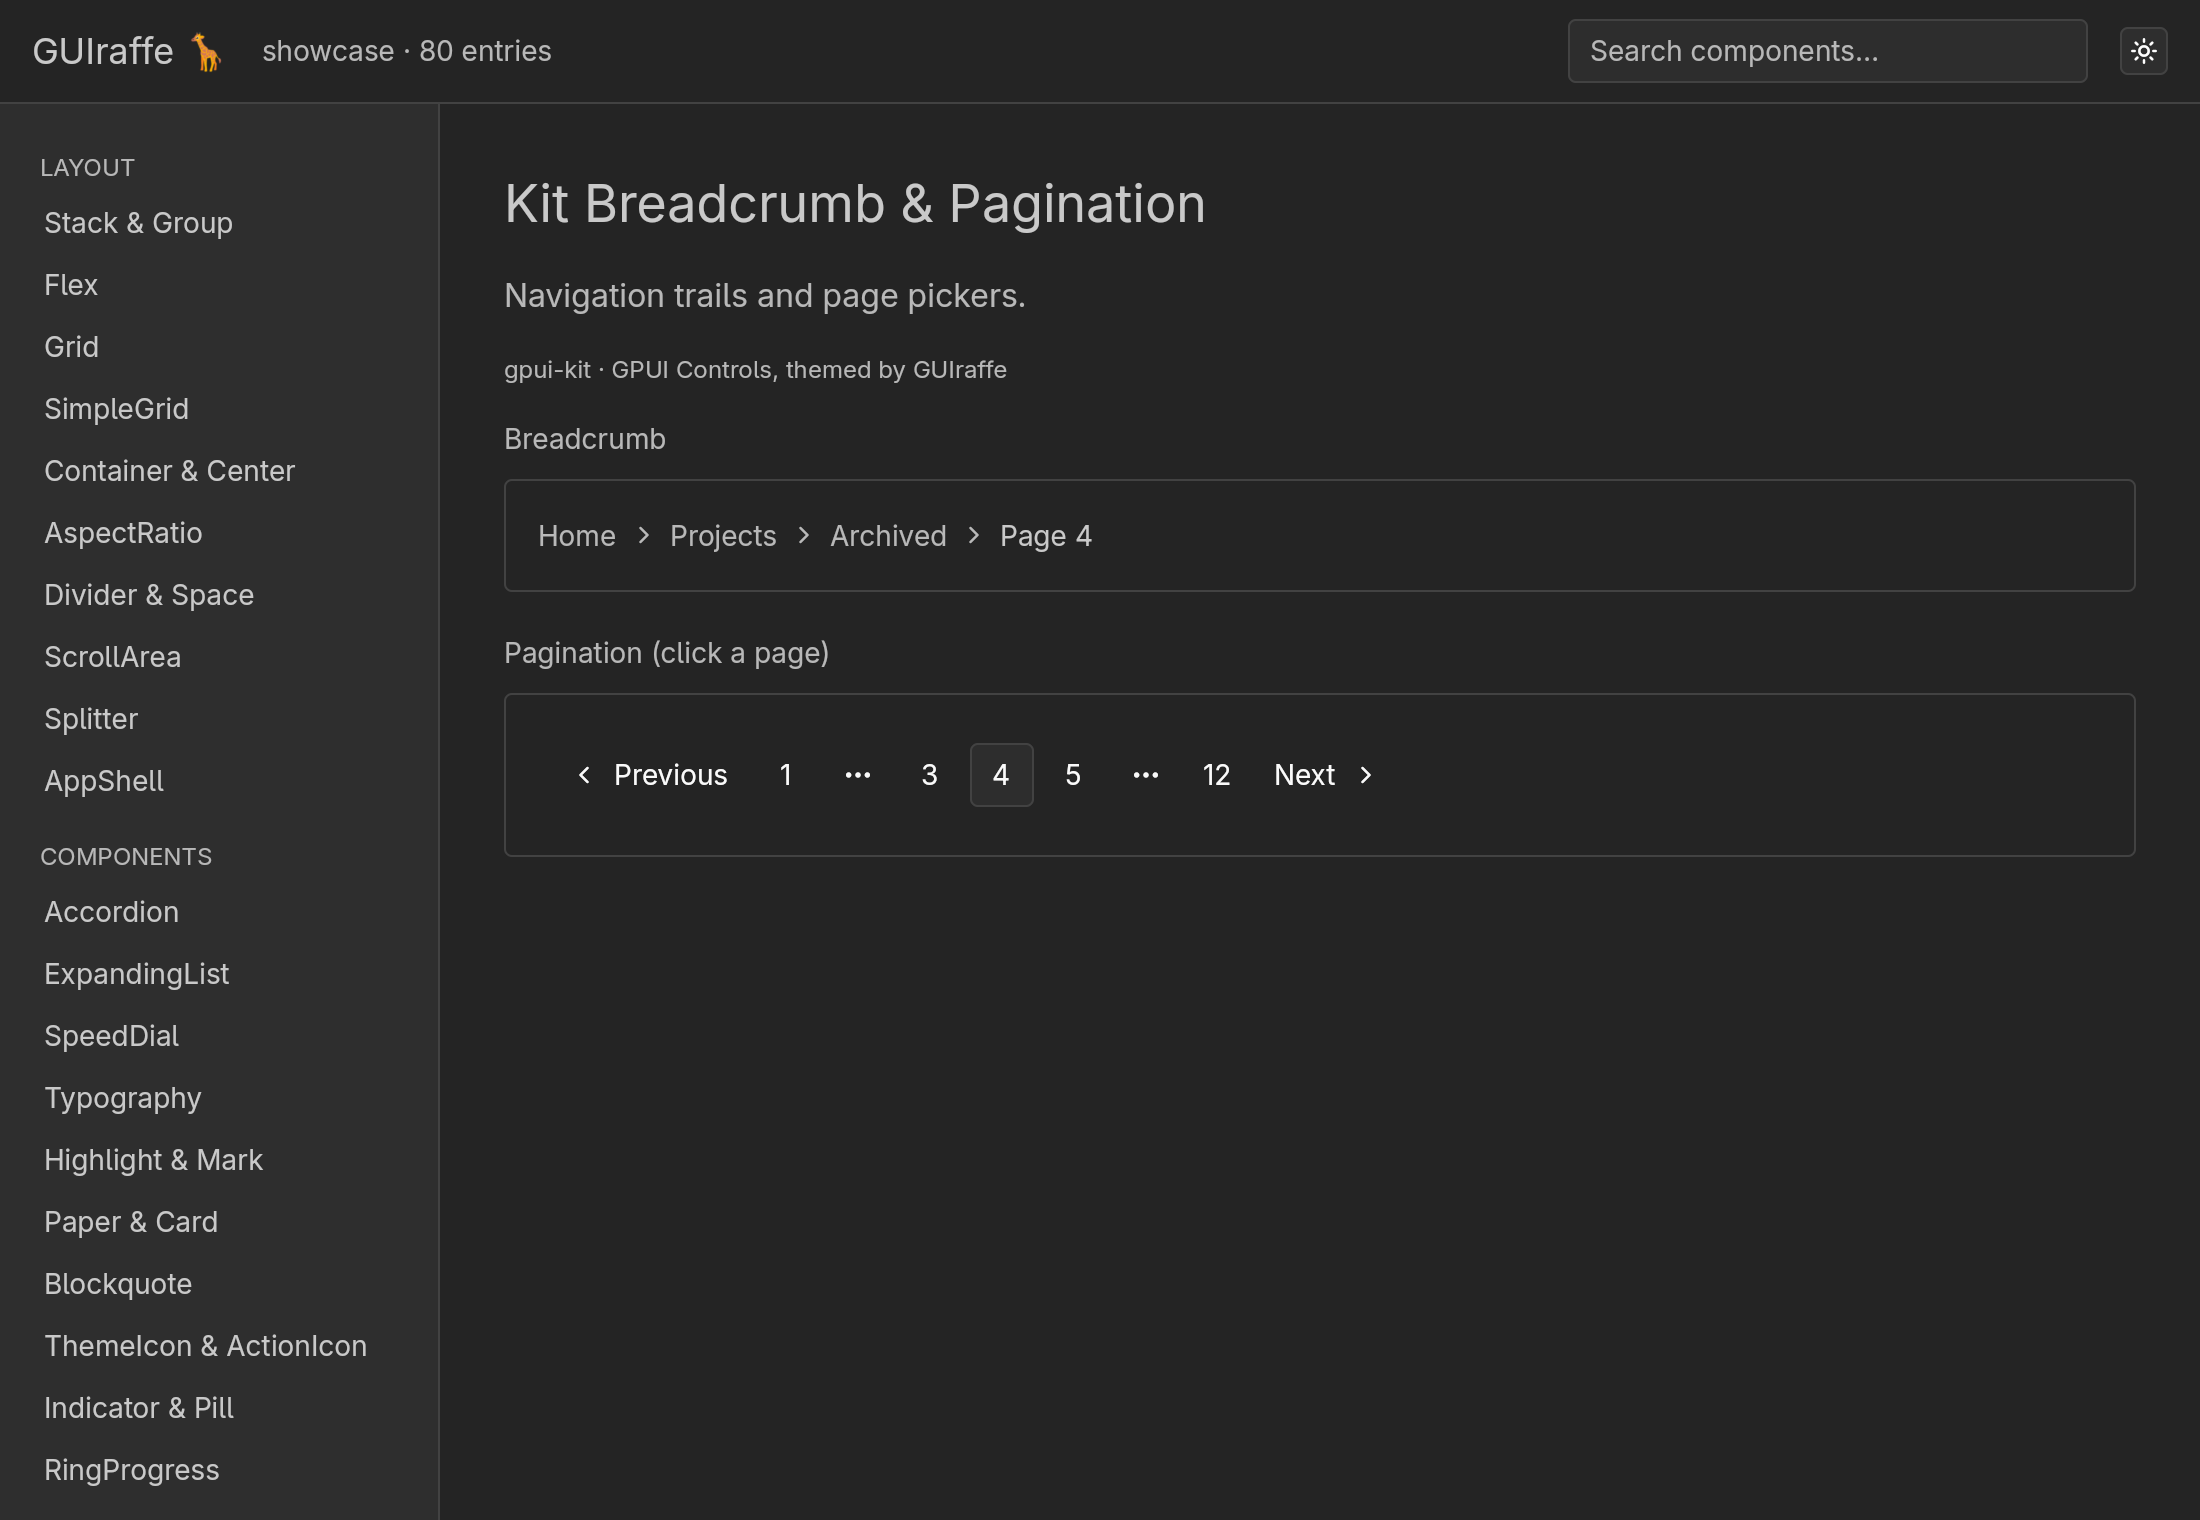 GUIraffe 🦒 showcase · 80 entries Search components...
LAYOUT
Stack & Group
Flex
Grid
SimpleGrid
Container & Center
AspectRatio
Divider & Space
ScrollArea
Splitter
AppShell
COMPONENTS
Accordion
ExpandingList
SpeedDial
Typography
Highlight & Mark
Paper & Card
Blockquote
ThemeIcon & ActionIcon
Indicator & Pill
RingProgress
Kit Breadcrumb & Pagination
Navigation trails and page pickers.
gpui-kit · GPUI Controls, themed by GUIraffe
Breadcrumb
Home > Projects > Archived > Page 4
Pagination (click a page)
< Previous 1 ••• 3 4 5 ••• 12 Next >